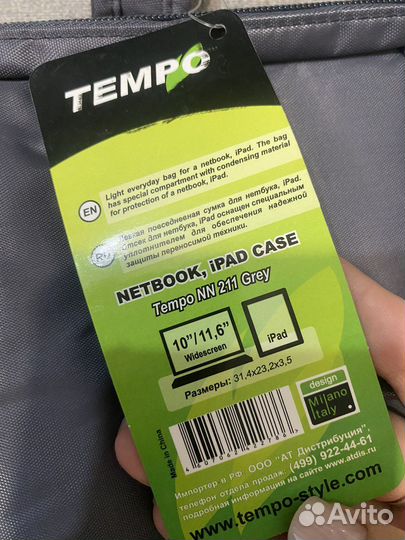 TEMPO
EN
Light everyday bag for a netbook, iPad. The bag
has special compartment with condensing material
for protection of a netbook, iPad.
RU
Легкая повседневная сумка для нетбука, iPad.
Отсек для нетбука, iPad оснащен специальным
уплотнителем для обеспечения надежной
защиты переносимой техники.
NETBOOK, iPAD CASE
Tempo NN 211 Grey
10"/11,6"
Widescreen
iPad
Размеры: 31,4x23,2x3,5
design
Milano
Italy
Made in China
Импортер в РФ, ООО "АТ Дистрибуция",
телефон отдела продаж (499) 922-44-61
подробная информация на сайте www.atdis.ru
www.tempo-style.com
Avito